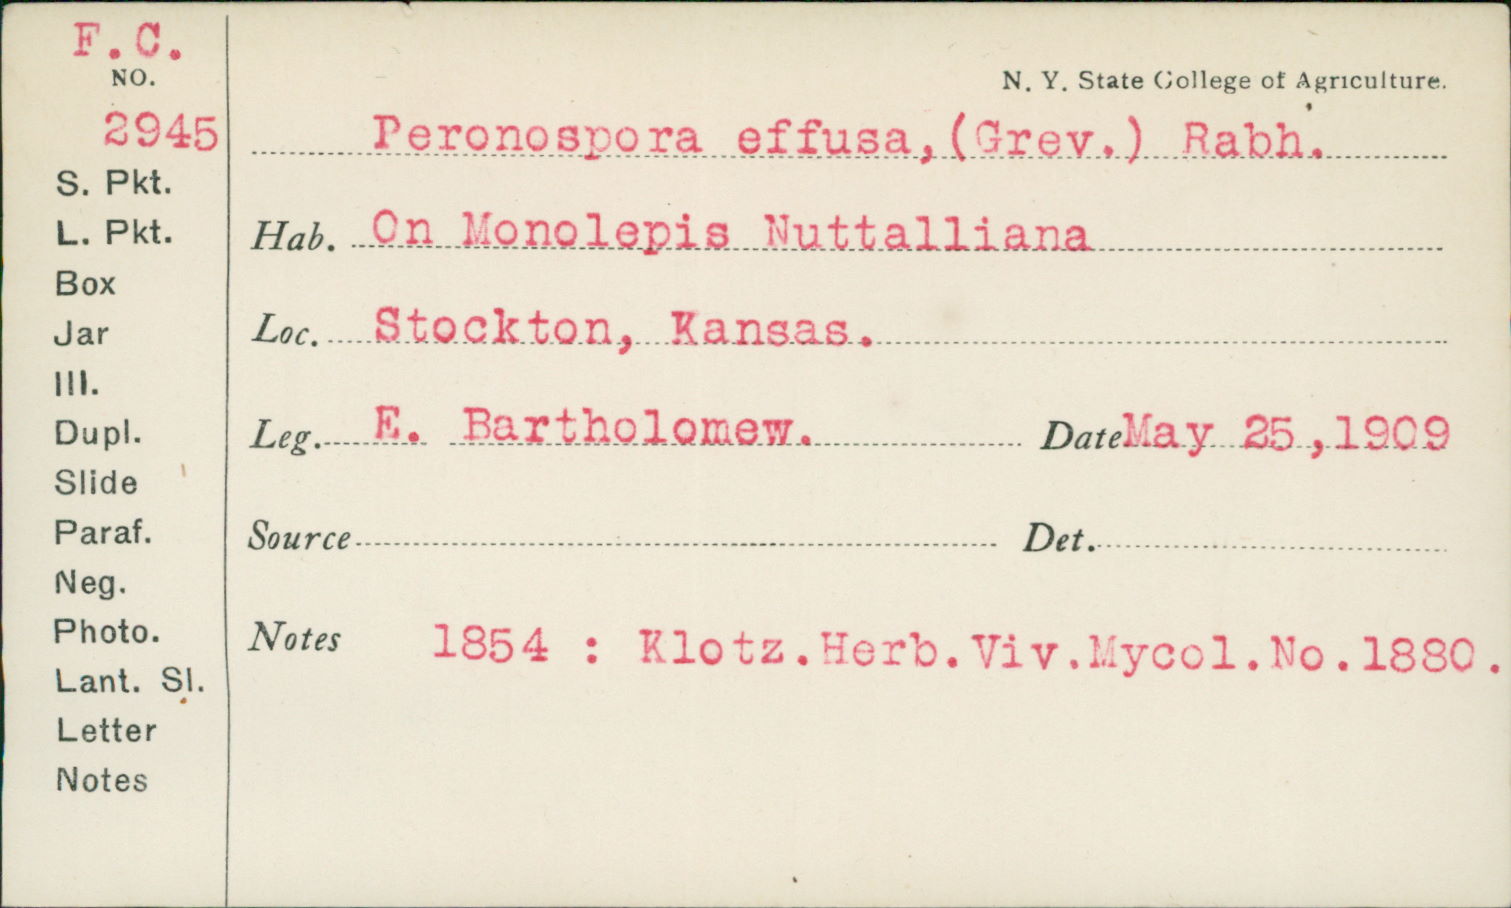 F.C.
NO.
2945
S. Pkt.
L. Pkt.
Box
Jar
Ill.
Dupl.
Slide
Paraf.
Neg.
Photo.
Lant. Sl.
Letter
Notes
N. Y. State College of Agriculture.
Peronospora effusa,(Grev.) Rabh.
Hab. On Monolepis Nuttalliana
Loc. Stockton, Kansas.
Leg. E. Bartholomew. Date May 25,1909
Source Det.
Notes 1854 : Klotz.Herb.Viv.Mycol.No.1880.